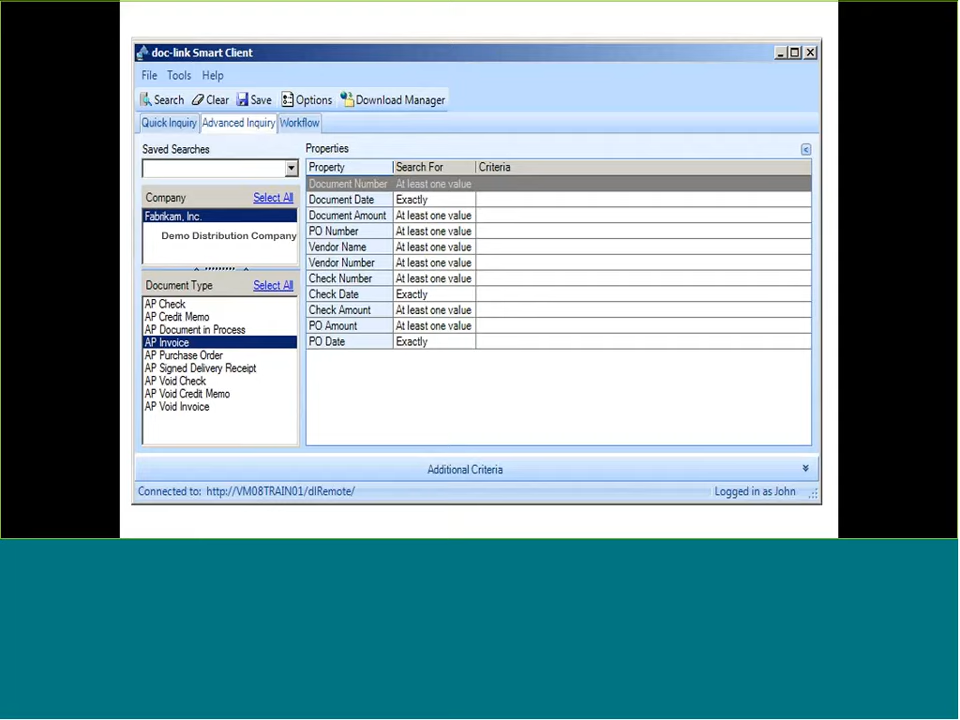 doc-link Smart Client
File Tools Help
Search Clear Save Options Download Manager
Quick Inquiry Advanced Inquiry Workflow
Saved Searches
Company Select All
Fabrikam, Inc.
Demo Distribution Company
Document Type Select All
AP Check
AP Credit Memo
AP Document in Process
AP Invoice
AP Purchase Order
AP Signed Delivery Receipt
AP Void Check
AP Void Credit Memo
AP Void Invoice
Properties
Property Search For Criteria
Document Number At least one value
Document Date Exactly
Document Amount At least one value
PO Number At least one value
Vendor Name At least one value
Vendor Number At least one value
Check Number At least one value
Check Date Exactly
Check Amount At least one value
PO Amount At least one value
PO Date Exactly
Additional Criteria
Connected to: http://VM08TRAIN01/dlRemote/ Logged in as John